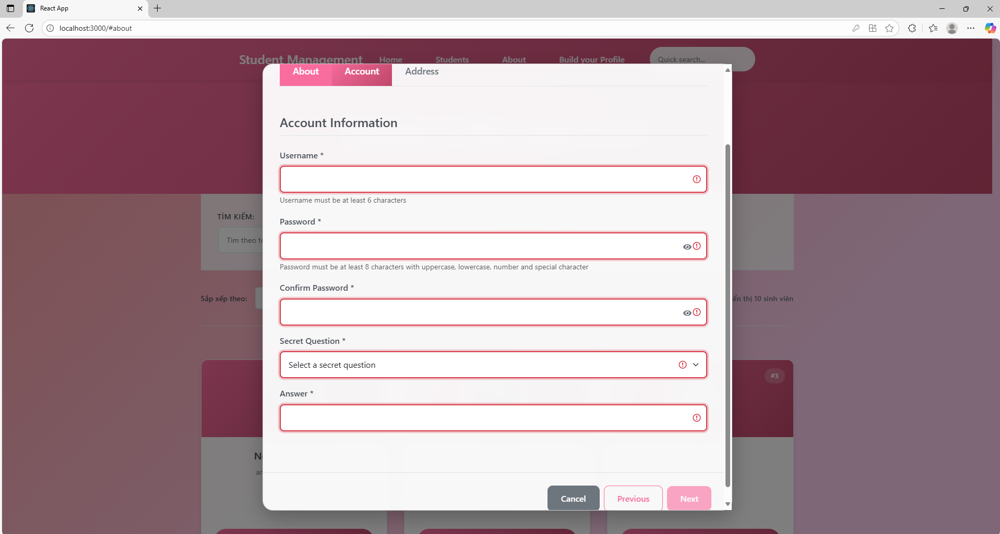 React App
localhost:3000/#about
Student Management
Home
Students
About
Build your Profile
Quick search...
About
Account
Address
Account Information
Username *
Username must be at least 6 characters
Password *
Password must be at least 8 characters with uppercase, lowercase, number and special character
Confirm Password *
Secret Question *
Select a secret question
Answer *
Cancel
Previous
Next
TÌM KIẾM:
Tìm theo
Sắp xếp theo:
thị 10 sinh viên
#3